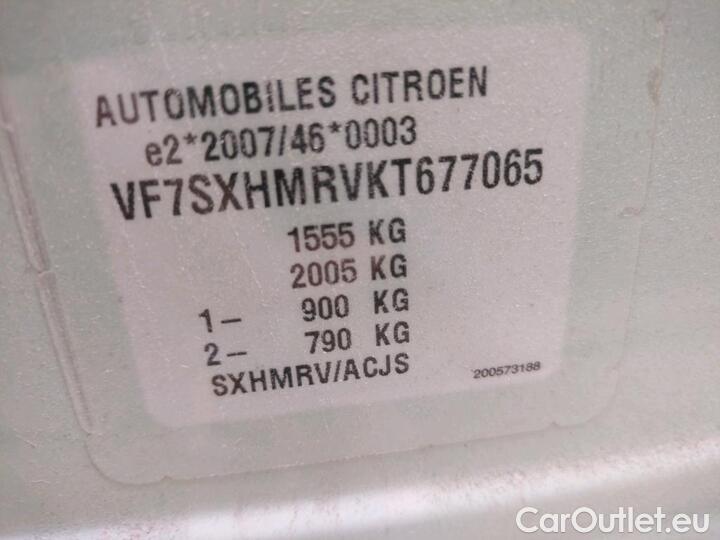 AUTOMOBILES CITROEN
e2*2007/46*0003
VF7SXHMRVKT677065
1555 KG
2005 KG
1- 900 KG
2- 790 KG
SXHMRV/ACJS
200573188
CarOutlet.eu